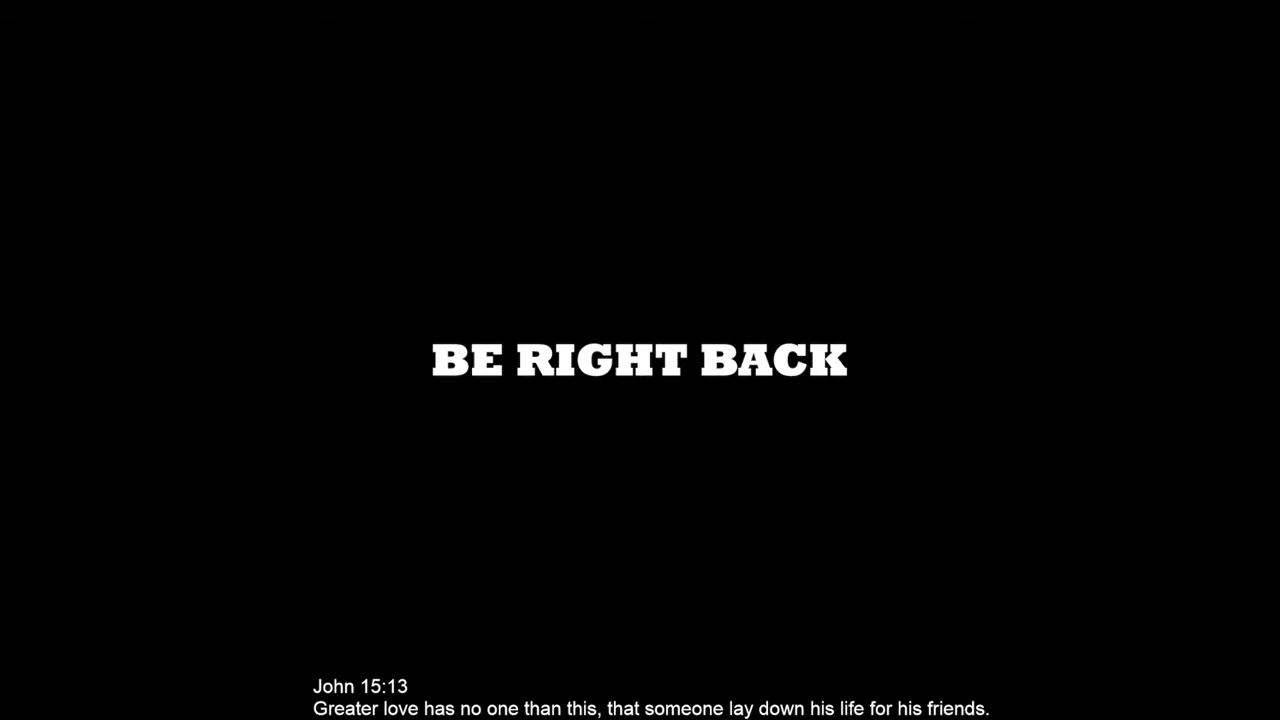 BE RIGHT BACK
John 15:13
Greater love has no one than this, that someone lay down his life for his friends.